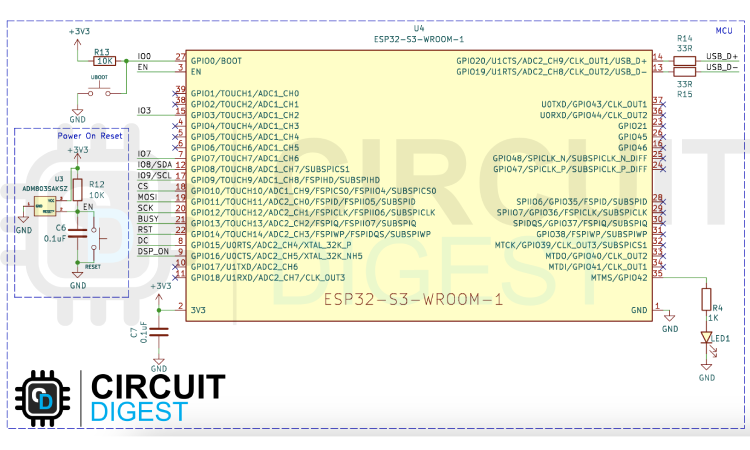 U4
ESP32-S3-WROOM-1
MCU
+3V3
R13
10K
IO0
27
GPIO0/BOOT
EN
3
EN
UBOOT
GND
14
GPIO20/U1CTS/ADC2_CH9/CLK_OUT1/USB_D+
13
GPIO19/U1RTS/ADC2_CH8/CLK_OUT2/USB_D-
R14
33R
USB_D+
USB_D-
33R
R15
39
GPIO1/TOUCH1/ADC1_CH0
38
GPIO2/TOUCH2/ADC1_CH1
IO3
15
GPIO3/TOUCH3/ADC1_CH2
4
GPIO4/TOUCH4/ADC1_CH3
5
GPIO5/TOUCH5/ADC1_CH4
6
GPIO6/TOUCH6/ADC1_CH5
IO7
7
GPIO7/TOUCH7/ADC1_CH6
IO8/SDA
12
GPIO8/TOUCH8/ADC1_CH7/SUBSPICS1
IO9/SCL
17
GPIO9/TOUCH9/ADC1_CH8/FSPIHD/SUBSPIHD
CS
18
GPIO10/TOUCH10/ADC1_CH9/FSPICS0/FSPIIO4/SUBSPICS0
MOSI
19
GPIO11/TOUCH11/ADC2_CH0/FSPID/FSPIIO5/SUBSPID
SCK
20
GPIO12/TOUCH12/ADC2_CH1/FSPICLK/FSPIIO6/SUBSPICLK
BUSY
21
GPIO13/TOUCH13/ADC2_CH2/FSPIQ/FSPIIO7/SUBSPIQ
RST
22
GPIO14/TOUCH14/ADC2_CH3/FSPIWP/FSPIDQS/SUBSPIWP
DC
8
GPIO15/U0RTS/ADC2_CH4/XTAL_32K_P
DSP_ON
9
GPIO16/U0CTS/ADC2_CH5/XTAL_32K_NH5
10
GPIO17/U1TXD/ADC2_CH6
11
GPIO18/U1RXD/ADC2_CH7/CLK_OUT3
37
U0TXD/GPIO43/CLK_OUT1
36
U0RXD/GPIO44/CLK_OUT2
23
GPIO21
26
GPIO45
16
GPIO46
25
GPIO48/SPICLK_N/SUBSPICLK_N_DIFF
24
GPIO47/SPICLK_P/SUBSPICLK_P_DIFF
28
SPIIO6/GPIO35/FSPID/SUBSPID
29
SPIIO7/GPIO36/FSPICLK/SUBSPICLK
30
SPIDQS/GPIO37/FSPIQ/SUBSPIQ
31
GPIO38/FSPIWP/SUBSPIWP
32
MTCK/GPIO39/CLK_OUT3/SUBSPICS1
33
MTDO/GPIO40/CLK_OUT2
34
MTDI/GPIO41/CLK_OUT1
35
MTMS/GPIO42
Power On Reset
+3V3
U3
ADM803SAKSZ
VCC
GND
RESET
R12
10K
EN
GND
C6
0.1uF
RESET
GND
+3V3
2
3V3
ESP32-S3-WROOM-1
GND
1
GND
C7
0.1uF
GND
R4
1K
LED1
GND
CIRCUIT
DIGEST
CD
CIRCUIT
DIGEST